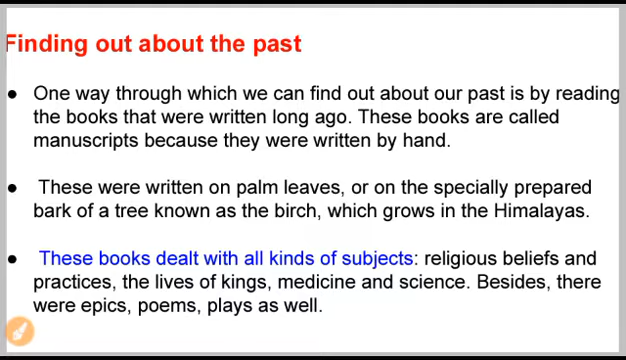 Finding out about the past
● One way through which we can find out about our past is by reading
the books that were written long ago. These books are called
manuscripts because they were written by hand.
● These were written on palm leaves, or on the specially prepared
bark of a tree known as the birch, which grows in the Himalayas.
● These books dealt with all kinds of subjects: religious beliefs and
practices, the lives of kings, medicine and science. Besides, there
were epics, poems, plays as well.